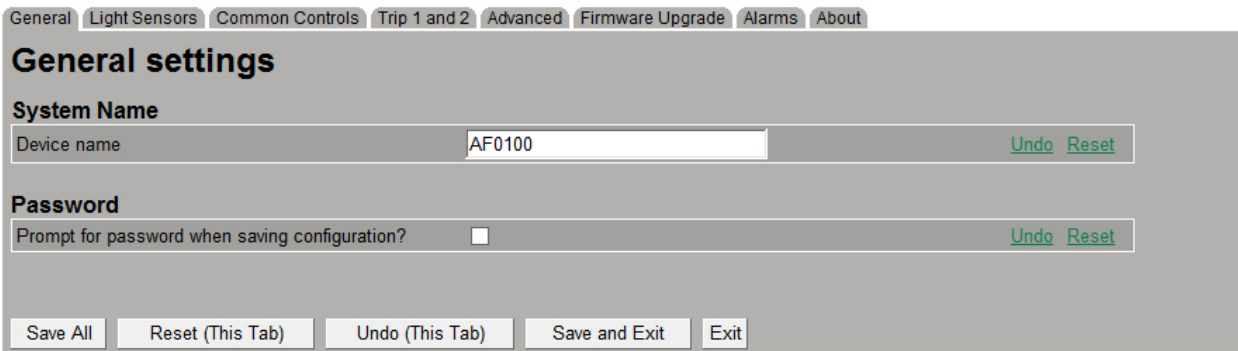 General Light Sensors Common Controls Trip 1 and 2 Advanced Firmware Upgrade Alarms About
General settings
System Name
Device name AF0100 Undo Reset
Password
Prompt for password when saving configuration? Undo Reset
Save All Reset (This Tab) Undo (This Tab) Save and Exit Exit